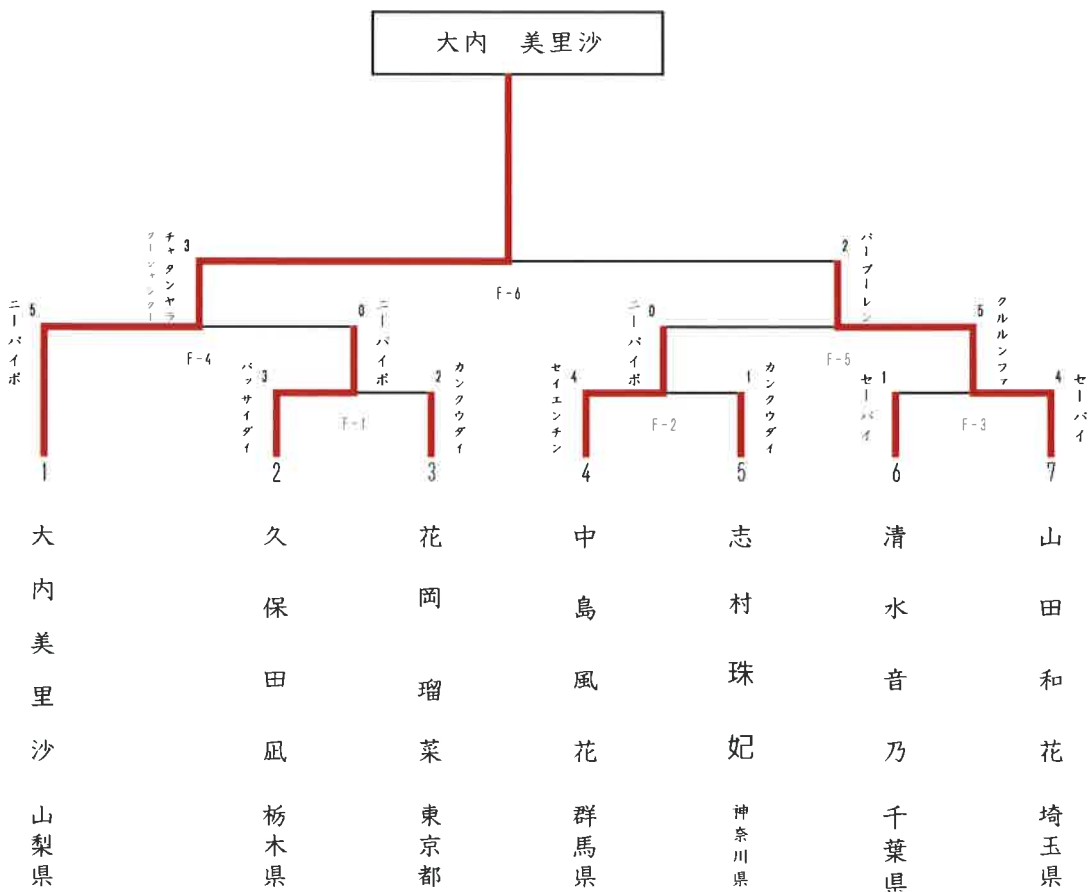 大内　美里沙
チャタンヤラ
クーシャンクー
3
2
パープーレン
F-6
ニーパイポ
5
0
ニーパイポ
ニーパイポ
0
5
クルルンファ
F-4
F-5
バッサイダイ
3
2
カンクウダイ
セイエンチン
4
1
カンクウダイ
セーパイ
1
4
セーパイ
F-1
F-2
F-3
1
2
3
4
5
6
7
大内美里沙　山梨県
久保田凪　栃木県
花岡　瑠菜　東京都
中島風花　群馬県
志村珠妃　神奈川県
清水音乃　千葉県
山田和花　埼玉県